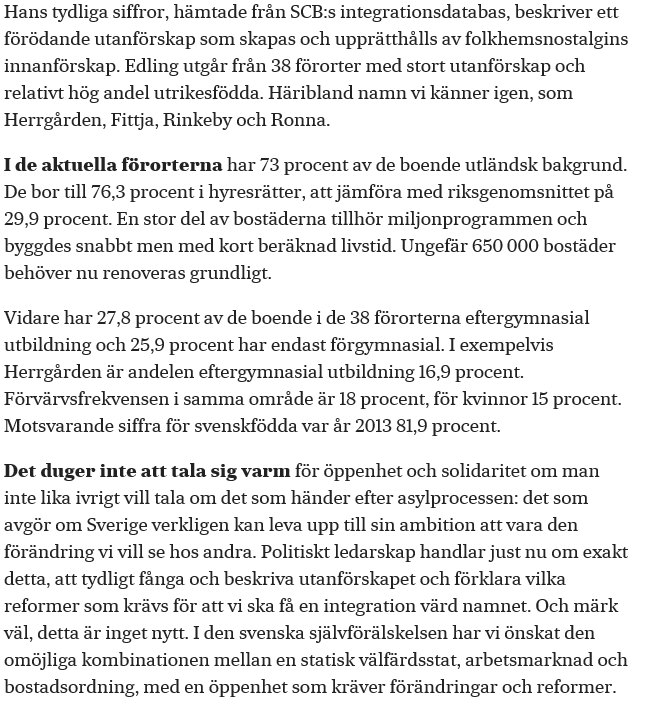 Hans tydliga siffror, hämtade från SCB:s integrationsdatabas, beskriver ett
förödande utanförskap som skapas och upprätthålls av folkhemsnostalgins
innanförskap. Edling utgår från 38 förorter med stort utanförskap och
relativt hög andel utrikesfödda. Häribland namn vi känner igen, som
Herrgården, Fittja, Rinkeby och Ronna.
I de aktuella förorterna har 73 procent av de boende utländsk bakgrund.
De bor till 76,3 procent i hyresrätter, att jämföra med riksgenomsnittet på
29,9 procent. En stor del av bostäderna tillhör miljonprogrammen och
byggdes snabbt men med kort beräknad livstid. Ungefär 650 000 bostäder
behöver nu renoveras grundligt.
Vidare har 27,8 procent av de boende i de 38 förorterna eftergymnasial
utbildning och 25,9 procent har endast förgymnasial. I exempelvis
Herrgården är andelen eftergymnasial utbildning 16,9 procent.
Förvärvsfrekvensen i samma område är 18 procent, för kvinnor 15 procent.
Motsvarande siffra för svenskfödda var år 2013 81,9 procent.
Det duger inte att tala sig varm för öppenhet och solidaritet om man
inte lika ivrigt vill tala om det som händer efter asylprocessen: det som
avgör om Sverige verkligen kan leva upp till sin ambition att vara den
förändring vi vill se hos andra. Politiskt ledarskap handlar just nu om exakt
detta, att tydligt fånga och beskriva utanförskapet och förklara vilka
reformer som krävs för att vi ska få en integration värd namnet. Och märk
väl, detta är inget nytt. I den svenska självförälskelsen har vi önskat den
omöjliga kombinationen mellan en statisk välfärdsstat, arbetsmarknad och
bostadsordning, med en öppenhet som kräver förändringar och reformer.